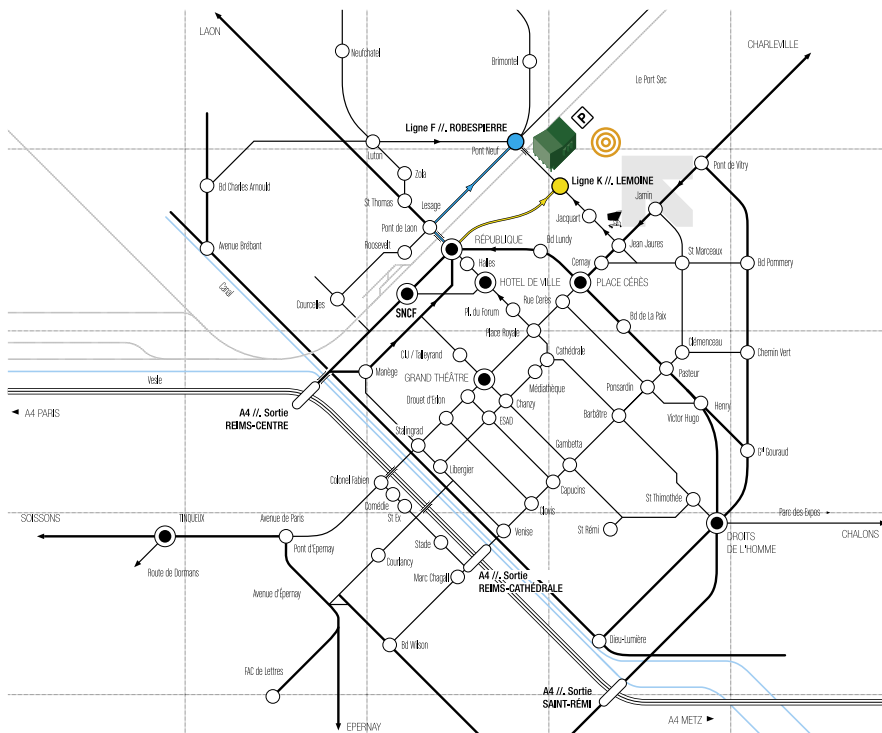 LAON
Neufchatel
Brimontel
CHARLEVILLE
Le Port Sec
Ligne F //. ROBESPIERRE
P
Luton
Pont Neuf
Pont de Vitry
Zola
Ligne K //. LEMOINE
Bd Charles Arnould
St Thomas
Lesage
Jamin
Jacquart
Pont de Laon
Roosevelt
RÉPUBLIQUE
Bd Lundy
Jean Jaures
Avenue Brébant
Halles
Cernay
St Marceaux
Bd Pommery
Canal
HOTEL DE VILLE
PLACE CÉRÈS
Courcelles
SNCF
Rue Cerès
Pl. du Forum
Bd de La Paix
Place Royale
Clémenceau
CIJ / Talleyrand
Cathédrale
Chemin Vert
Manège
GRAND THÉÂTRE
Médiathèque
Pasteur
Vesle
Ponsardin
A4 PARIS
A4 //. Sortie
REIMS-CENTRE
Drouet d'Erlon
Chanzy
Barbâtre
Henry
Victor Hugo
ESAD
Stalingrad
Gambetta
Gal Gouraud
Libergier
Colonel Fabien
Capucins
St Thimothée
Comédie
St Ex
Clovis
SOISSONS
TINQUEUX
Avenue de Paris
Venise
St Rémi
Parc des Expos
CHALONS
DROITS
DE L'HOMME
Pont d'Epernay
Stade
Route de Dormans
Courlancy
Marc Chagall
A4 //. Sortie
REIMS-CATHÉDRALE
Avenue d'Épernay
Dieu-Lumière
Bd Wilson
FAC de Lettres
A4 //. Sortie
SAINT-RÉMI
EPERNAY
A4 METZ